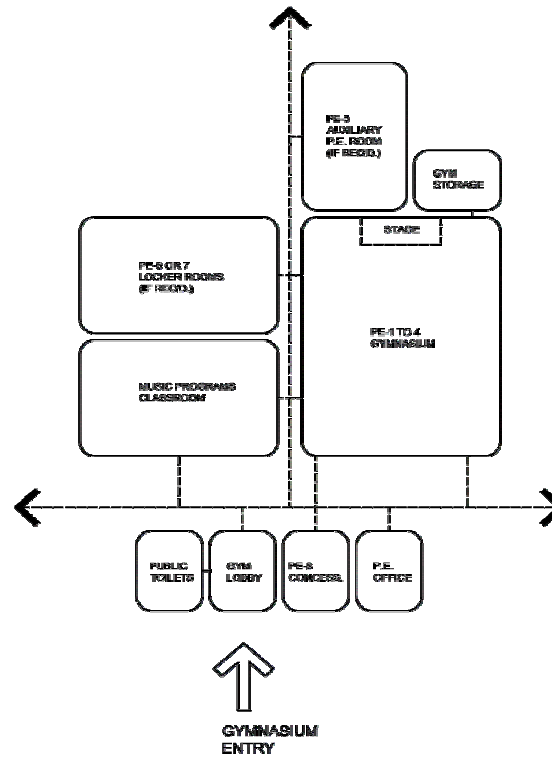 PE-5
AUXILIARY
P.E. ROOM
(IF REQ'D.)
GYM
STORAGE
STAGE
PE-6 OR 7
LOCKER ROOMS
(IF REQ'D.)
PE-1 TO 4
GYMNASIUM
MUSIC PROGRAMS
CLASSROOM
PUBLIC
TOILETS
GYM
LOBBY
PE-8
CONCESS.
P.E.
OFFICE
GYMNASIUM
ENTRY